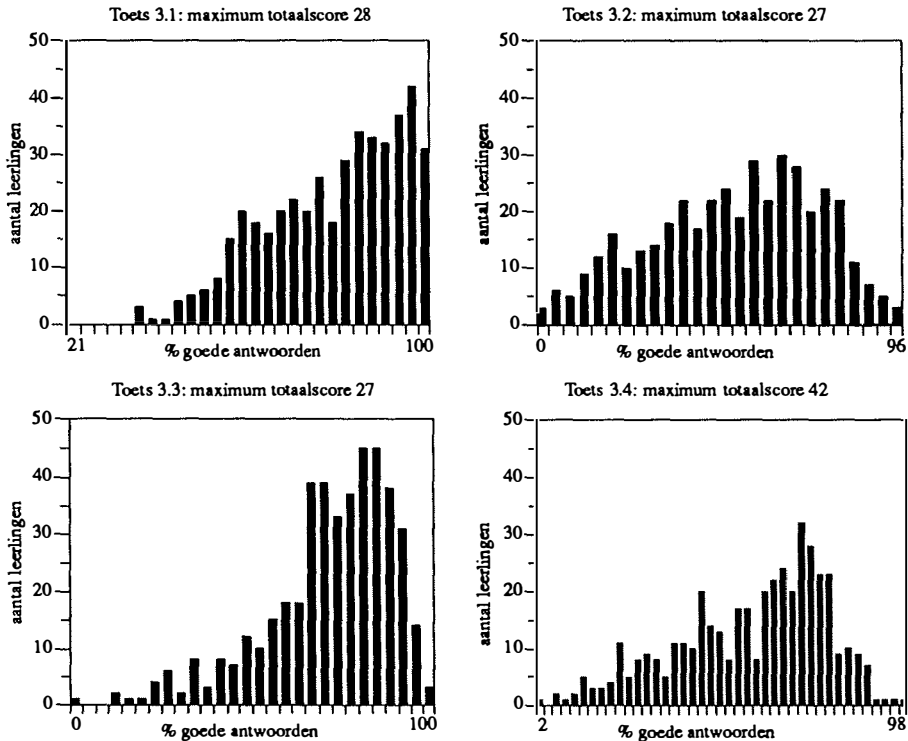 Toets 3.1: maximum totaalscore 28
50
40
30
20
10
0
aantal leerlingen
21
% goede antwoorden
100
Toets 3.2: maximum totaalscore 27
50
40
30
20
10
0
aantal leerlingen
0
% goede antwoorden
96
Toets 3.3: maximum totaalscore 27
50
40
30
20
10
0
aantal leerlingen
0
% goede antwoorden
100
Toets 3.4: maximum totaalscore 42
50
40
30
20
10
0
aantal leerlingen
2
% goede antwoorden
98